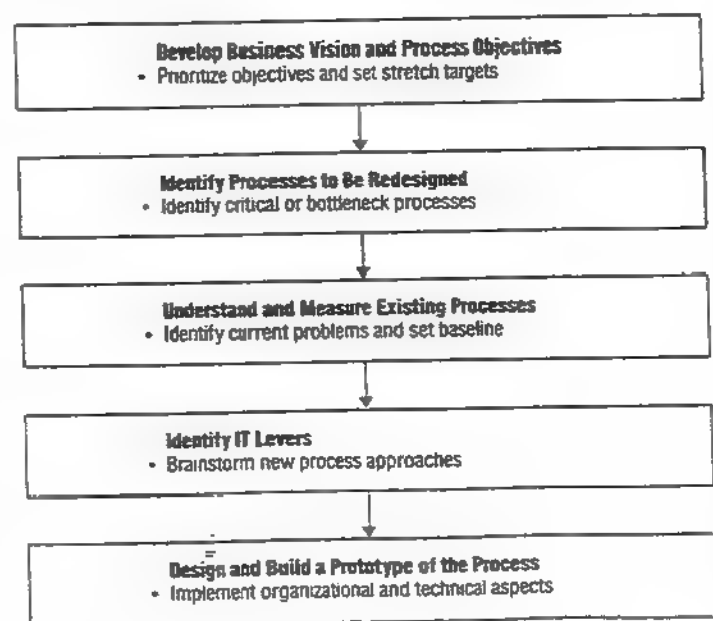 Develop Business Vision and Process Objectives
• Prioritize objectives and set stretch targets
Identify Processes to Be Redesigned
• Identify critical or bottleneck processes
Understand and Measure Existing Processes
• Identify current problems and set baseline
Identify IT Levers
• Brainstorm new process approaches
Design and Build a Prototype of the Process
• Implement organizational and technical aspects